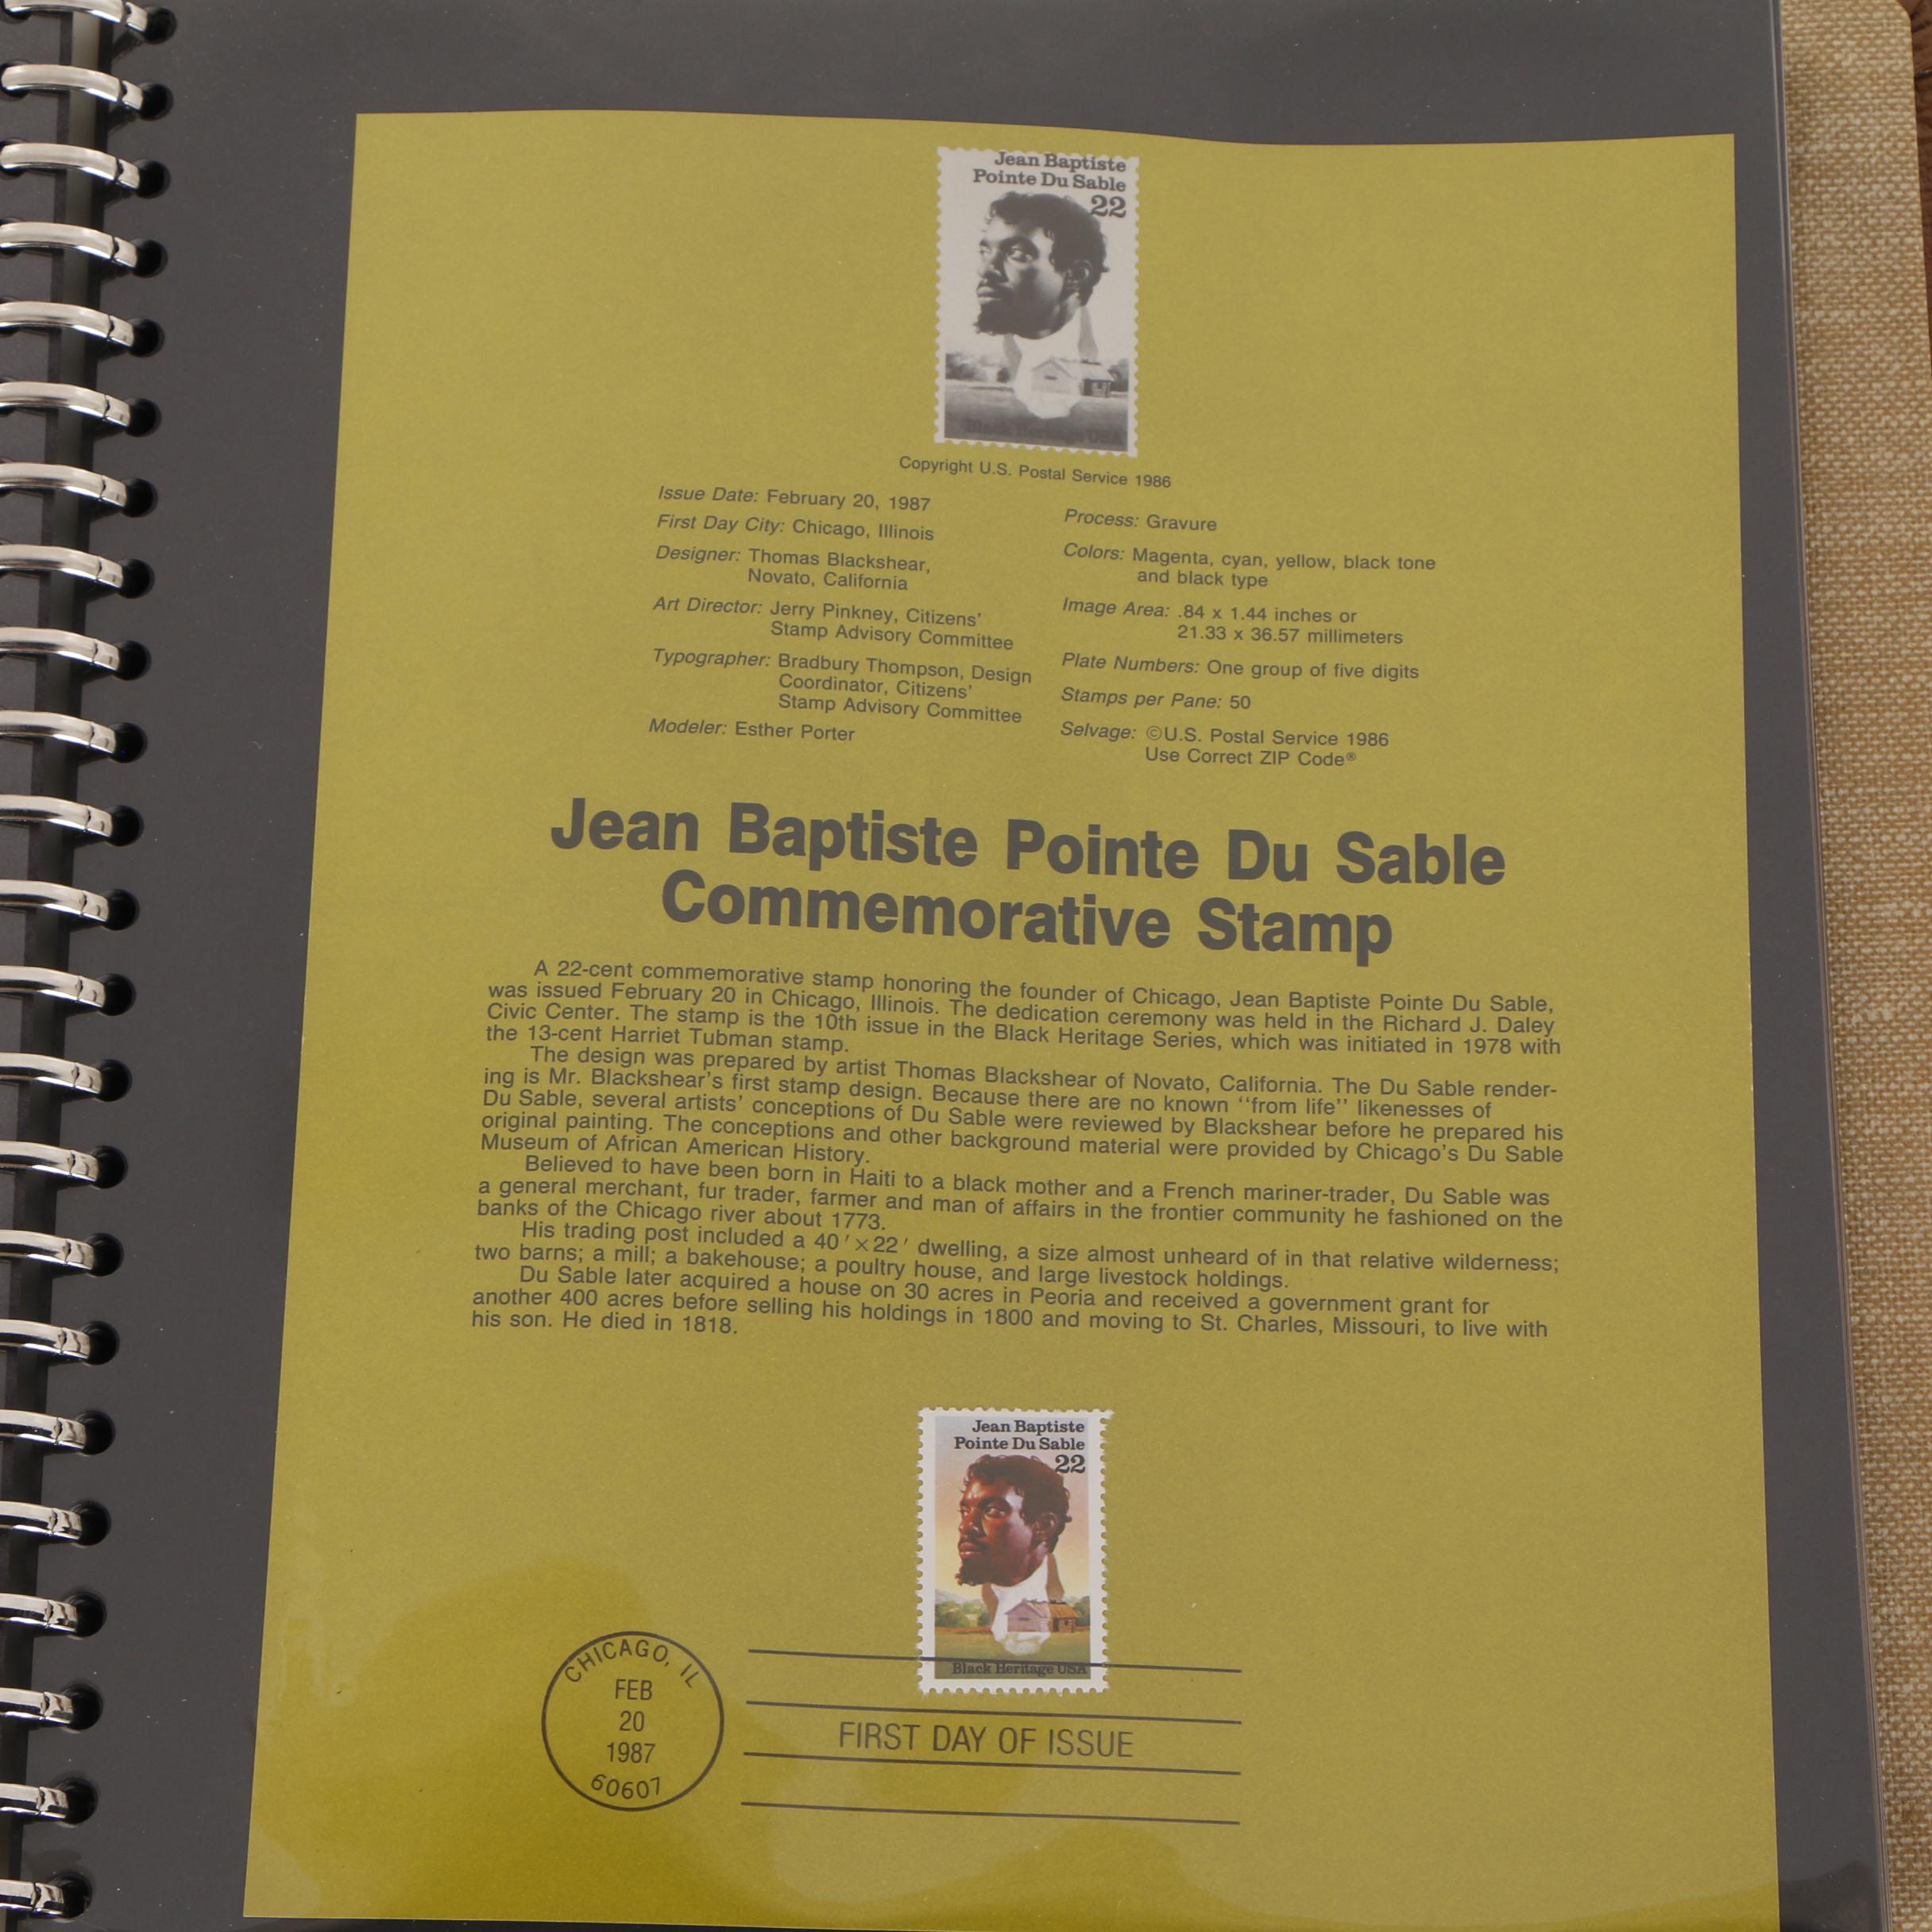 Jean Baptiste
Pointe Du Sable
22
Black Heritage USA
Copyright U.S. Postal Service 1986
Issue Date: February 20, 1987
First Day City: Chicago, Illinois
Designer: Thomas Blackshear,
Novato, California
Art Director: Jerry Pinkney, Citizens'
Stamp Advisory Committee
Typographer: Bradbury Thompson, Design
Coordinator, Citizens'
Stamp Advisory Committee
Modeler: Esther Porter
Process: Gravure
Colors: Magenta, cyan, yellow, black tone
and black type
Image Area: .84 x 1.44 inches or
21.33 x 36.57 millimeters
Plate Numbers: One group of five digits
Stamps per Pane: 50
Selvage: ©U.S. Postal Service 1986
Use Correct ZIP Code®
Jean Baptiste Pointe Du Sable
Commemorative Stamp
A 22-cent commemorative stamp honoring the founder of Chicago, Jean Baptiste Pointe Du Sable,
was issued February 20 in Chicago, Illinois. The dedication ceremony was held in the Richard J. Daley
Civic Center. The stamp is the 10th issue in the Black Heritage Series, which was initiated in 1978 with
the 13-cent Harriet Tubman stamp.
The design was prepared by artist Thomas Blackshear of Novato, California. The Du Sable render-
ing is Mr. Blackshear's first stamp design. Because there are no known ''from life'' likenesses of
Du Sable, several artists' conceptions of Du Sable were reviewed by Blackshear before he prepared his
original painting. The conceptions and other background material were provided by Chicago's Du Sable
Museum of African American History.
Believed to have been born in Haiti to a black mother and a French mariner-trader, Du Sable was
a general merchant, fur trader, farmer and man of affairs in the frontier community he fashioned on the
banks of the Chicago river about 1773.
His trading post included a 40′×22′ dwelling, a size almost unheard of in that relative wilderness;
two barns; a mill; a bakehouse; a poultry house, and large livestock holdings.
Du Sable later acquired a house on 30 acres in Peoria and received a government grant for
another 400 acres before selling his holdings in 1800 and moving to St. Charles, Missouri, to live with
his son. He died in 1818.
Jean Baptiste
Pointe Du Sable
22
Black Heritage USA
CHICAGO, IL
FEB
20
1987
60607
FIRST DAY OF ISSUE